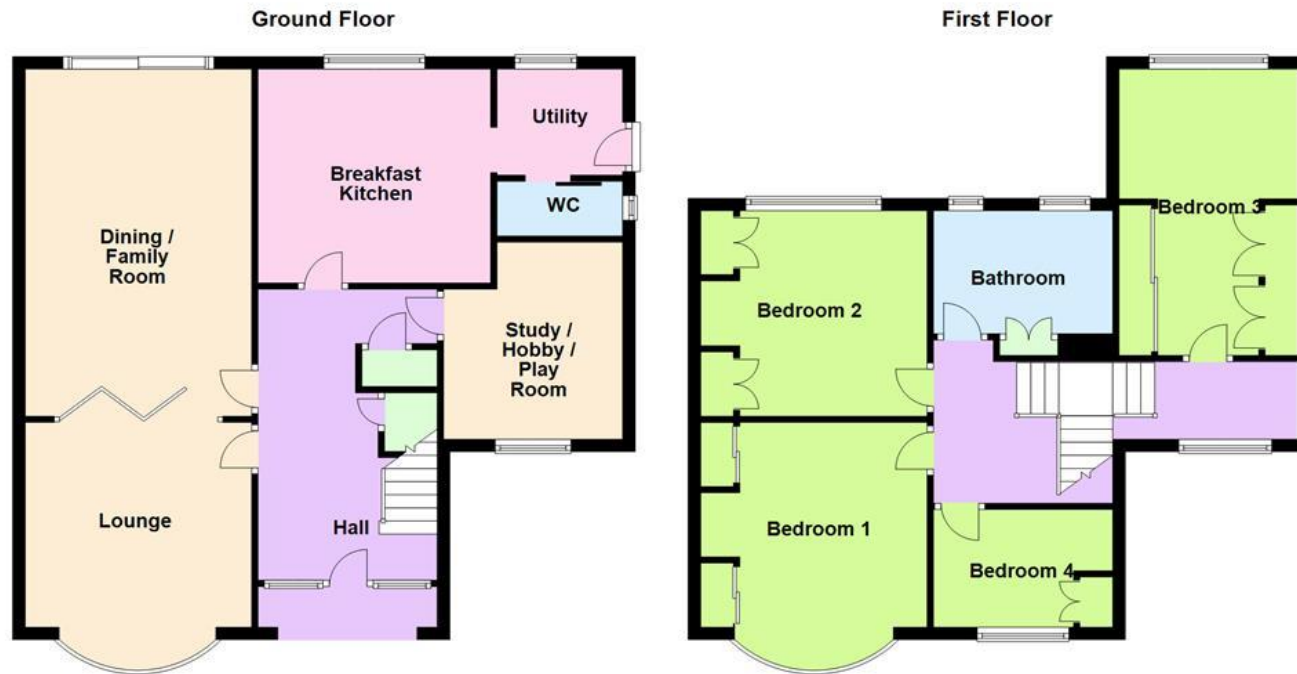 Ground Floor
First Floor
Utility
Breakfast
Kitchen
WC
Dining /
Family
Room
Study /
Hobby /
Play
Room
Lounge
Hall
Bedroom 3
Bathroom
Bedroom 2
Bedroom 1
Bedroom 4